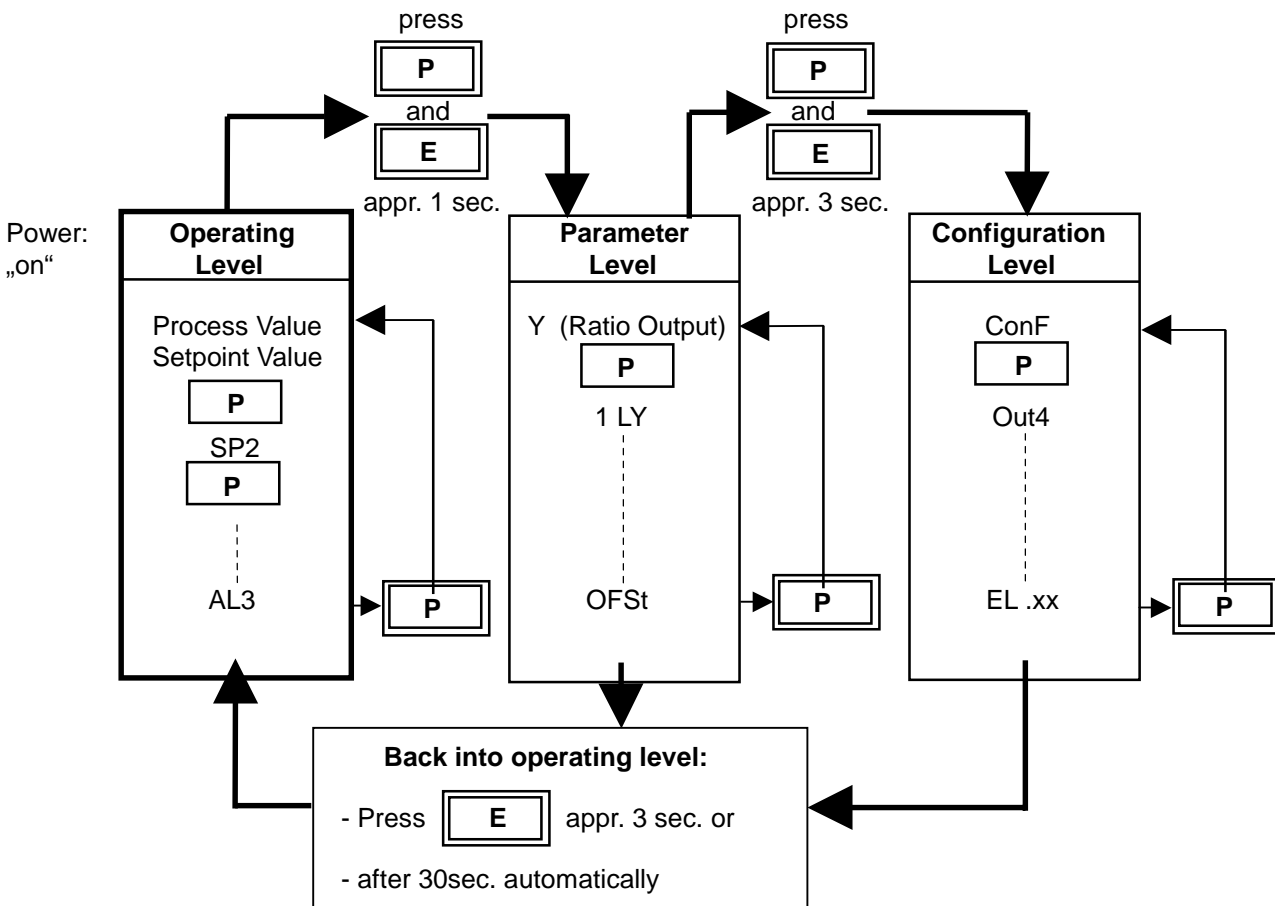 press
P
and
E
appr. 1 sec.
press
P
and
E
appr. 3 sec.
Power:
„on“
Operating
Level
Process Value
Setpoint Value
P
SP2
P
AL3
P
Parameter
Level
Y (Ratio Output)
P
1 LY
OFSt
P
Configuration
Level
ConF
P
Out4
EL .xx
P
Back into operating level:
- Press E appr. 3 sec. or
- after 30sec. automatically